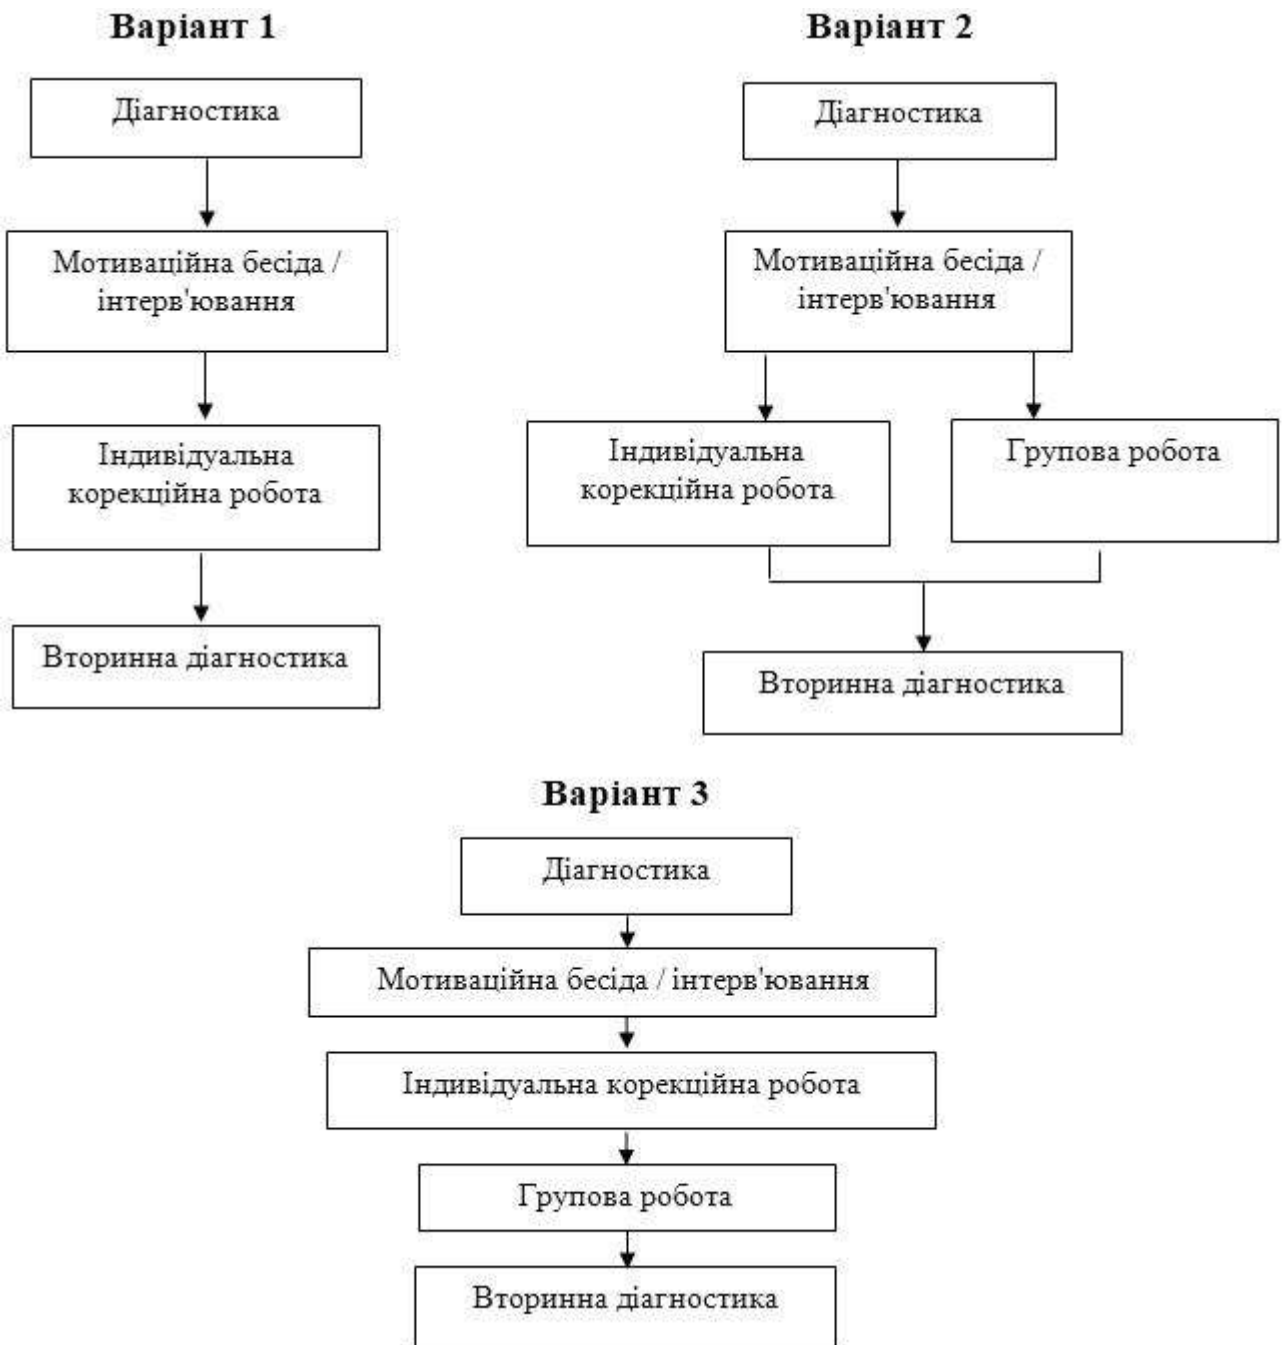 Варіант 1
Діагностика
Мотиваційна бесіда /
інтерв'ювання
Індивідуальна
корекційна робота
Вторинна діагностика
Варіант 2
Діагностика
Мотиваційна бесіда /
інтерв'ювання
Індивідуальна
корекційна робота
Групова робота
Вторинна діагностика
Варіант 3
Діагностика
Мотиваційна бесіда / інтерв'ювання
Індивідуальна корекційна робота
Групова робота
Вторинна діагностика